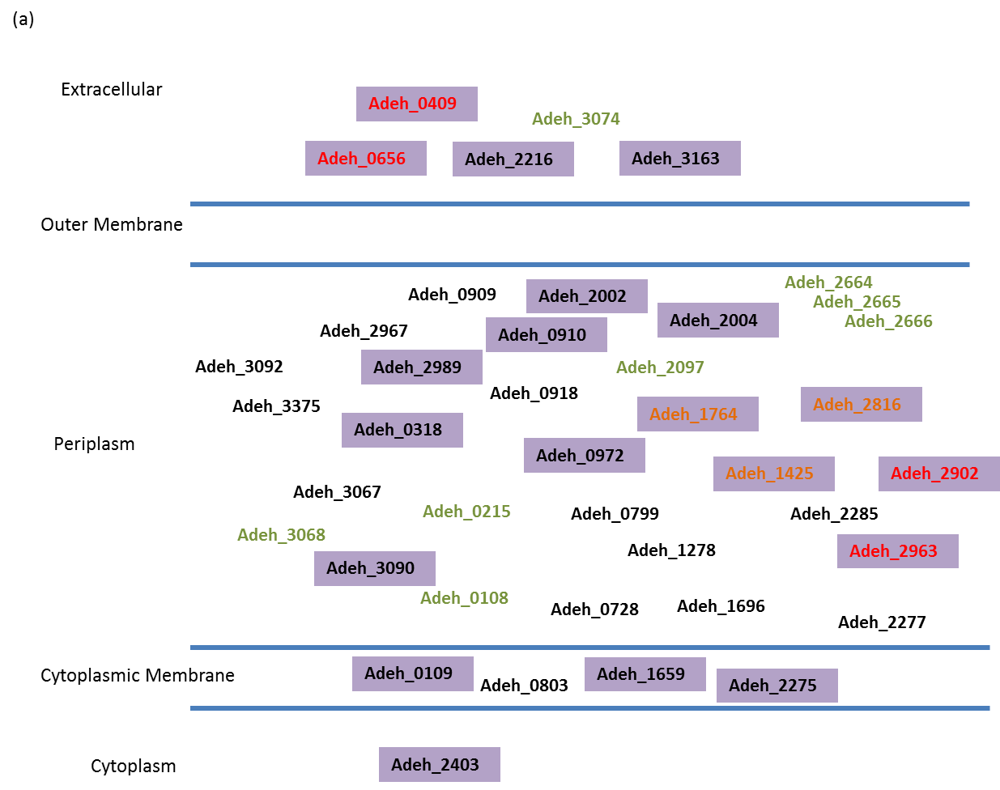 (a)
Extracellular
Adeh_0409
Adeh_3074
Adeh_0656
Adeh_2216
Adeh_3163
Outer Membrane
Adeh_2664
Adeh_0909
Adeh_2002
Adeh_2665
Adeh_2004
Adeh_2666
Adeh_2967
Adeh_0910
Adeh_3092
Adeh_2989
Adeh_2097
Adeh_0918
Adeh_3375
Adeh_1764
Adeh_2816
Adeh_0318
Periplasm
Adeh_0972
Adeh_1425
Adeh_2902
Adeh_3067
Adeh_0215
Adeh_0799
Adeh_2285
Adeh_3068
Adeh_1278
Adeh_2963
Adeh_3090
Adeh_0108
Adeh_0728
Adeh_1696
Adeh_2277
Cytoplasmic Membrane
Adeh_0109
Adeh_0803
Adeh_1659
Adeh_2275
Cytoplasm
Adeh_2403